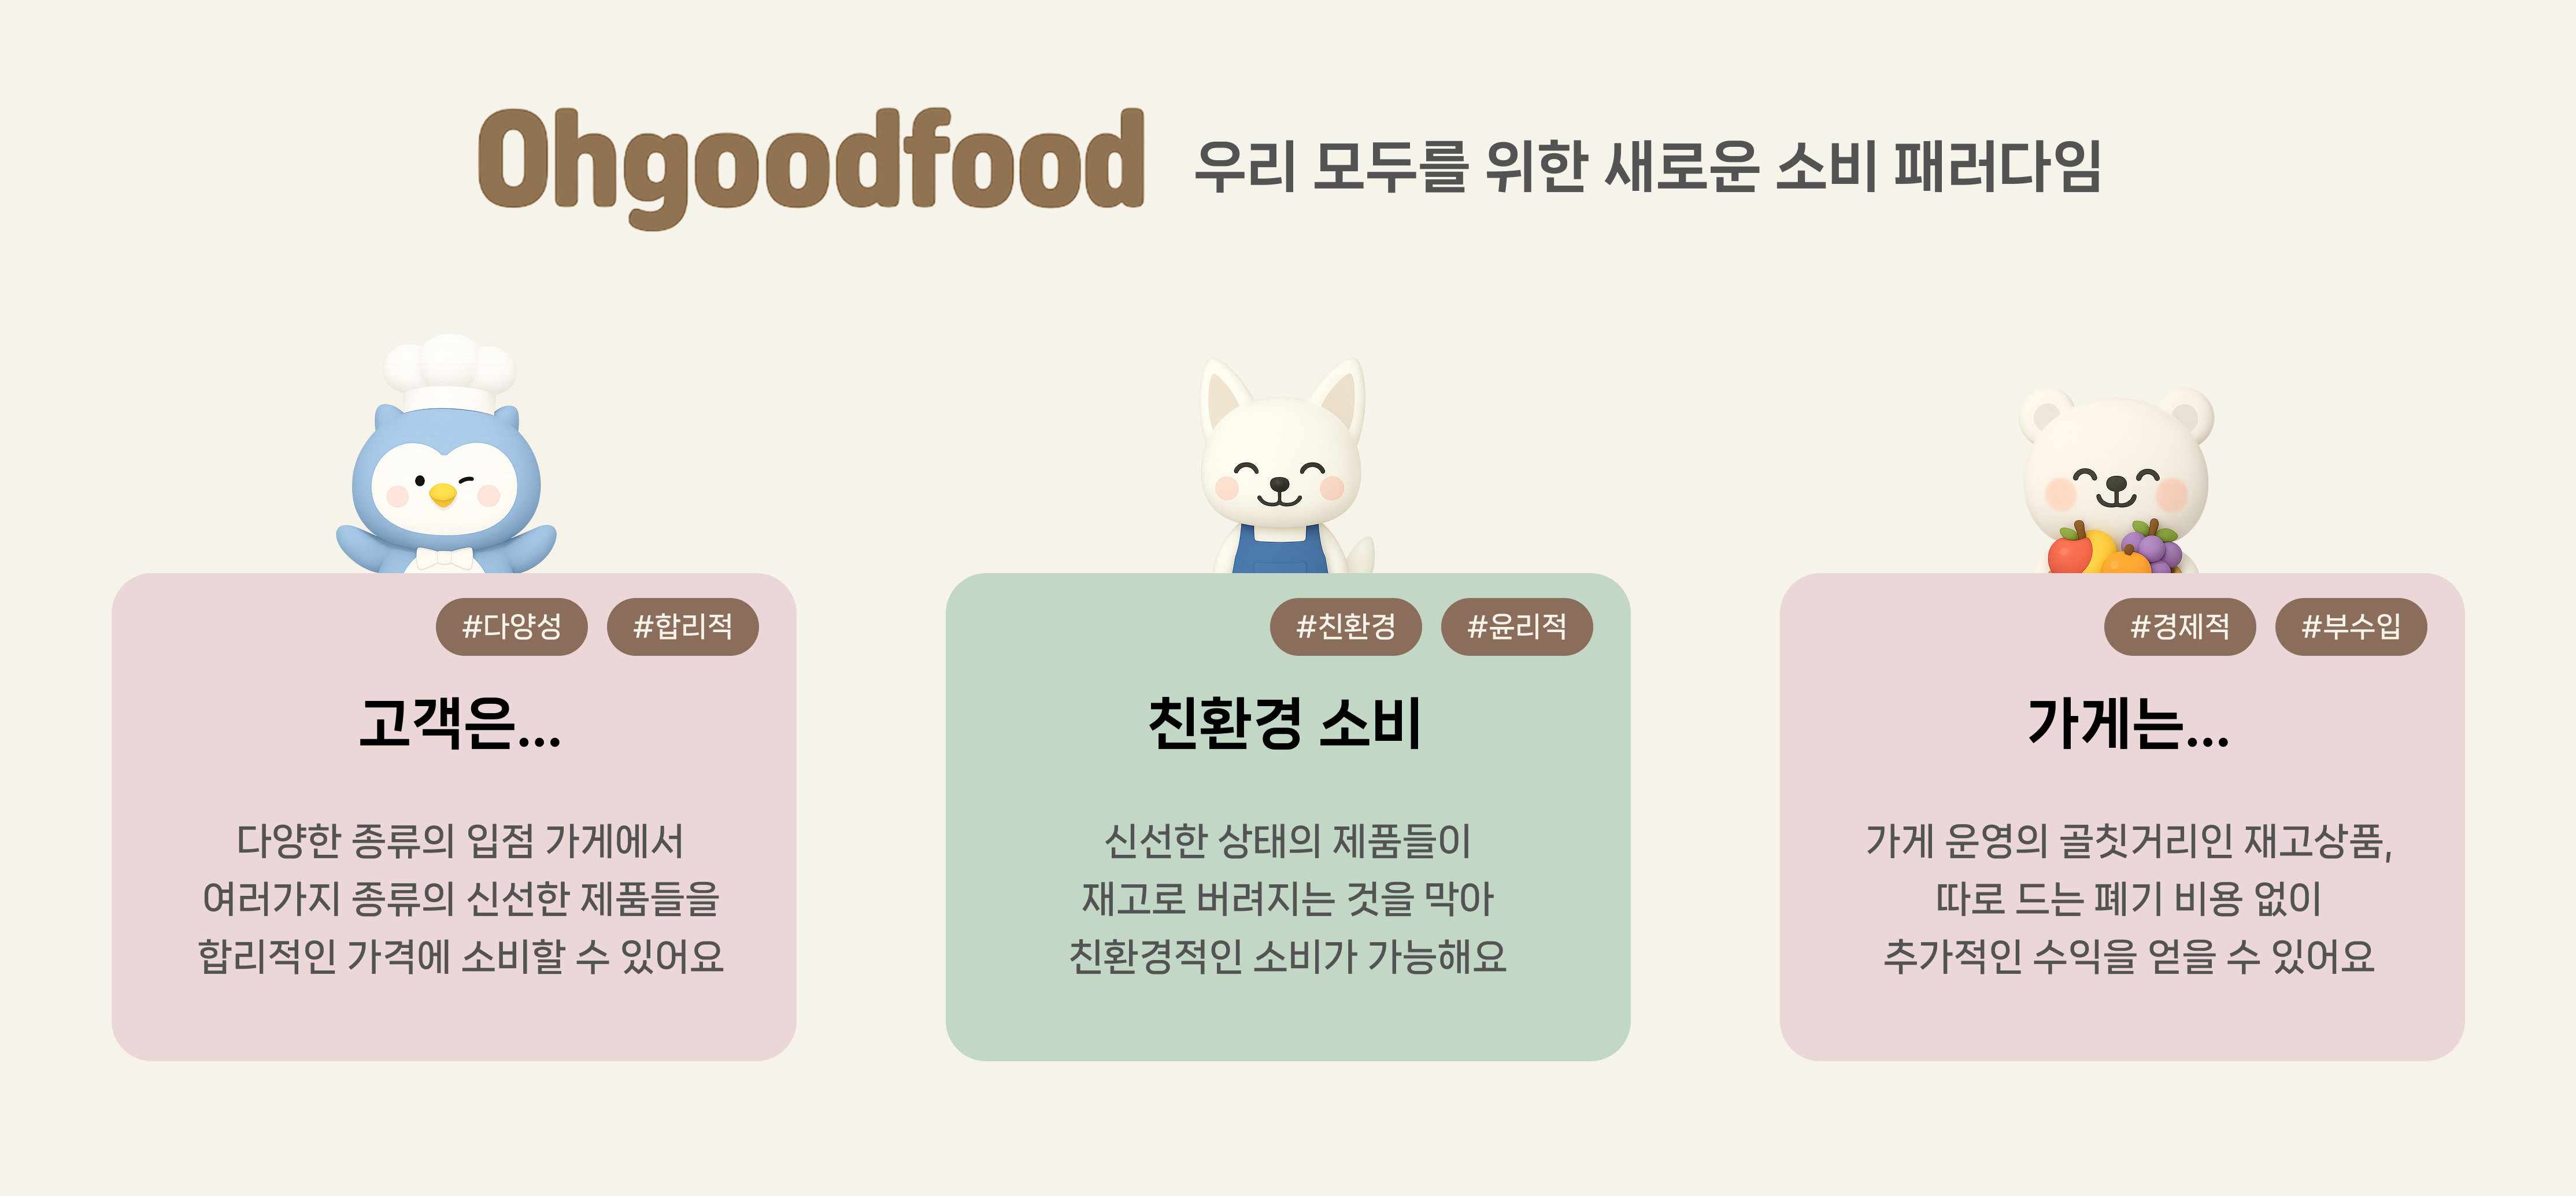 Ohgoodfood 우리 모두를 위한 새로운 소비 패러다임
#다양성 #합리적
고객은...
다양한 종류의 입점 가게에서
여러가지 종류의 신선한 제품들을
합리적인 가격에 소비할 수 있어요
#친환경 #윤리적
친환경 소비
신선한 상태의 제품들이
재고로 버려지는 것을 막아
친환경적인 소비가 가능해요
#경제적 #부수입
가게는...
가게 운영의 골칫거리인 재고상품,
따로 드는 폐기 비용 없이
추가적인 수익을 얻을 수 있어요